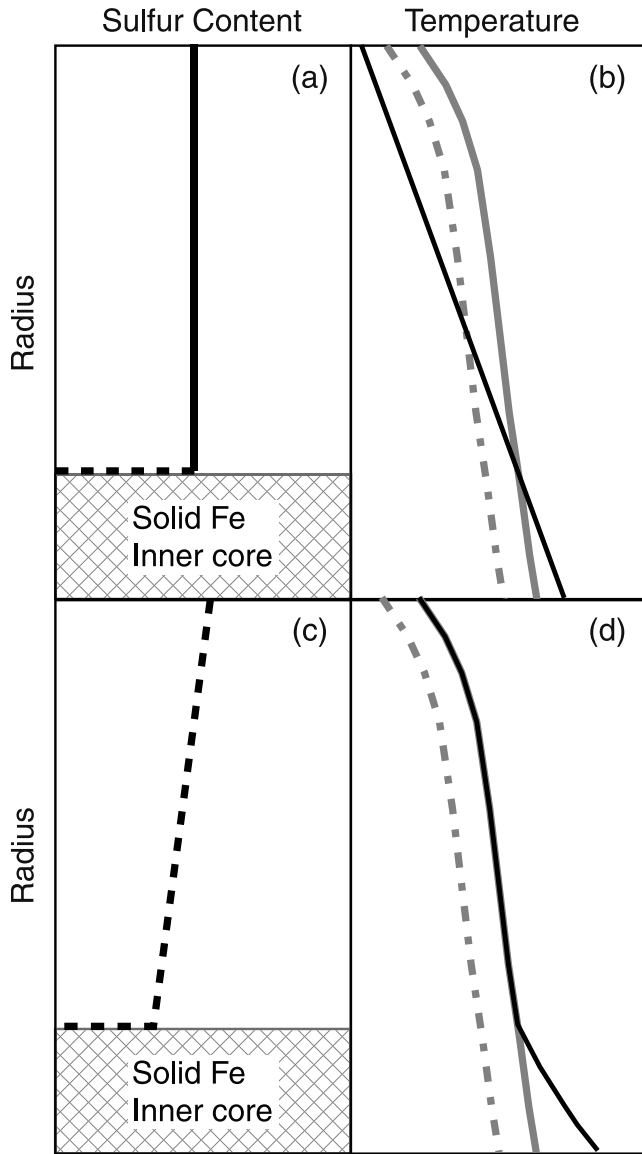 Sulfur Content
Temperature
(a)
(b)
Radius
Solid Fe
Inner core
(c)
(d)
Radius
Solid Fe
Inner core